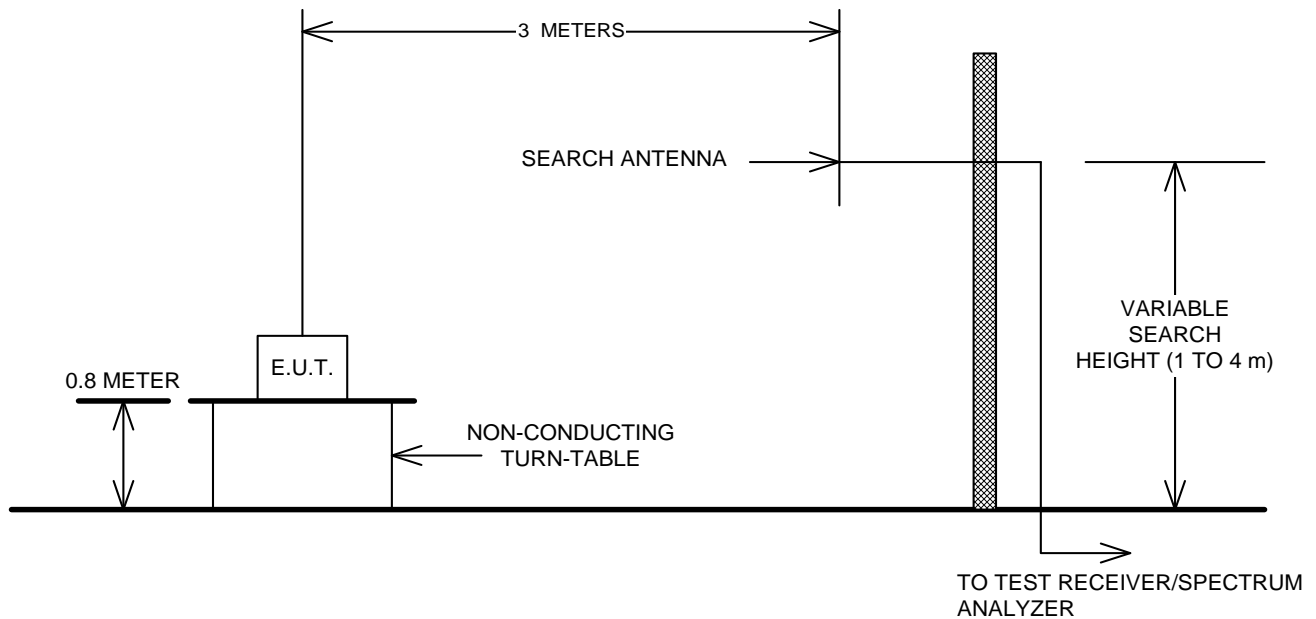 3 METERS
SEARCH ANTENNA
VARIABLE
SEARCH
HEIGHT (1 TO 4 m)
E.U.T.
0.8 METER
NON-CONDUCTING
TURN-TABLE
TO TEST RECEIVER/SPECTRUM
ANALYZER